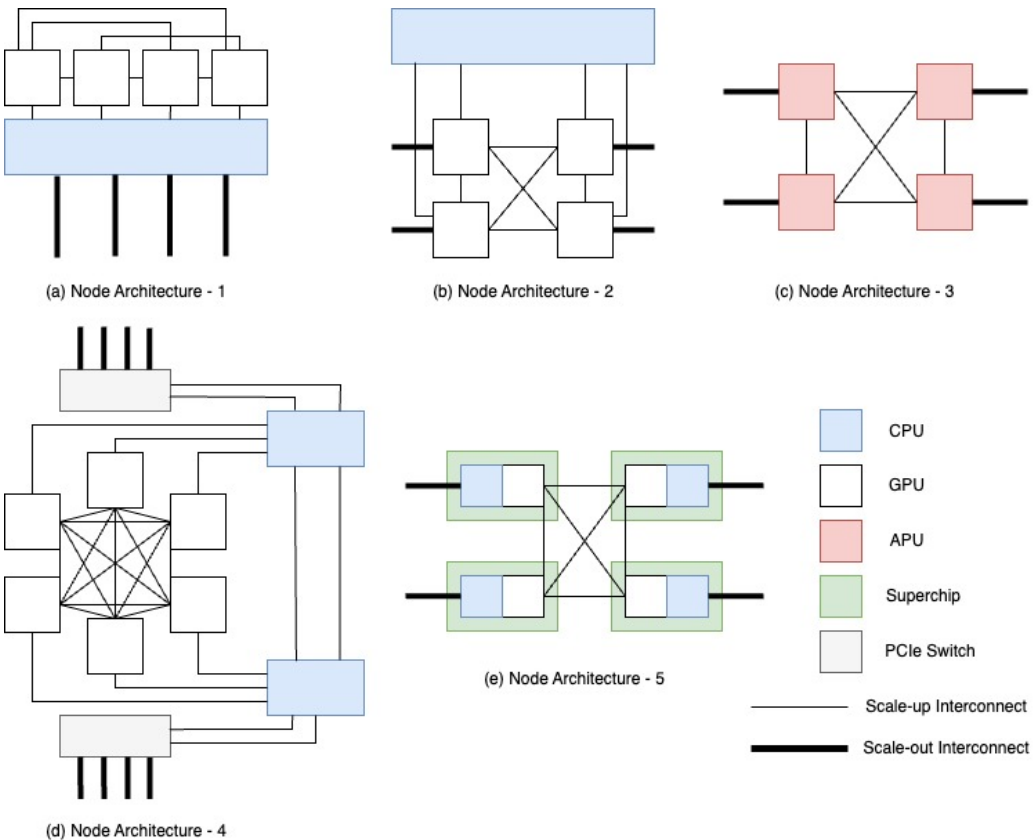 (a) Node Architecture - 1
(b) Node Architecture - 2
(c) Node Architecture - 3
(d) Node Architecture - 4
(e) Node Architecture - 5
CPU
GPU
APU
Superchip
PCIe Switch
Scale-up Interconnect
Scale-out Interconnect